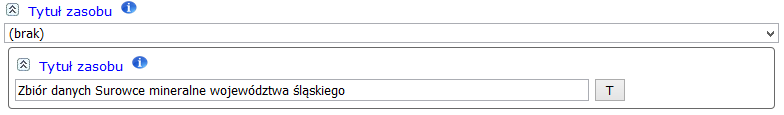 Tytuł zasobu
(brak)
Tytuł zasobu
Zbiór danych Surowce mineralne województwa śląskiego T